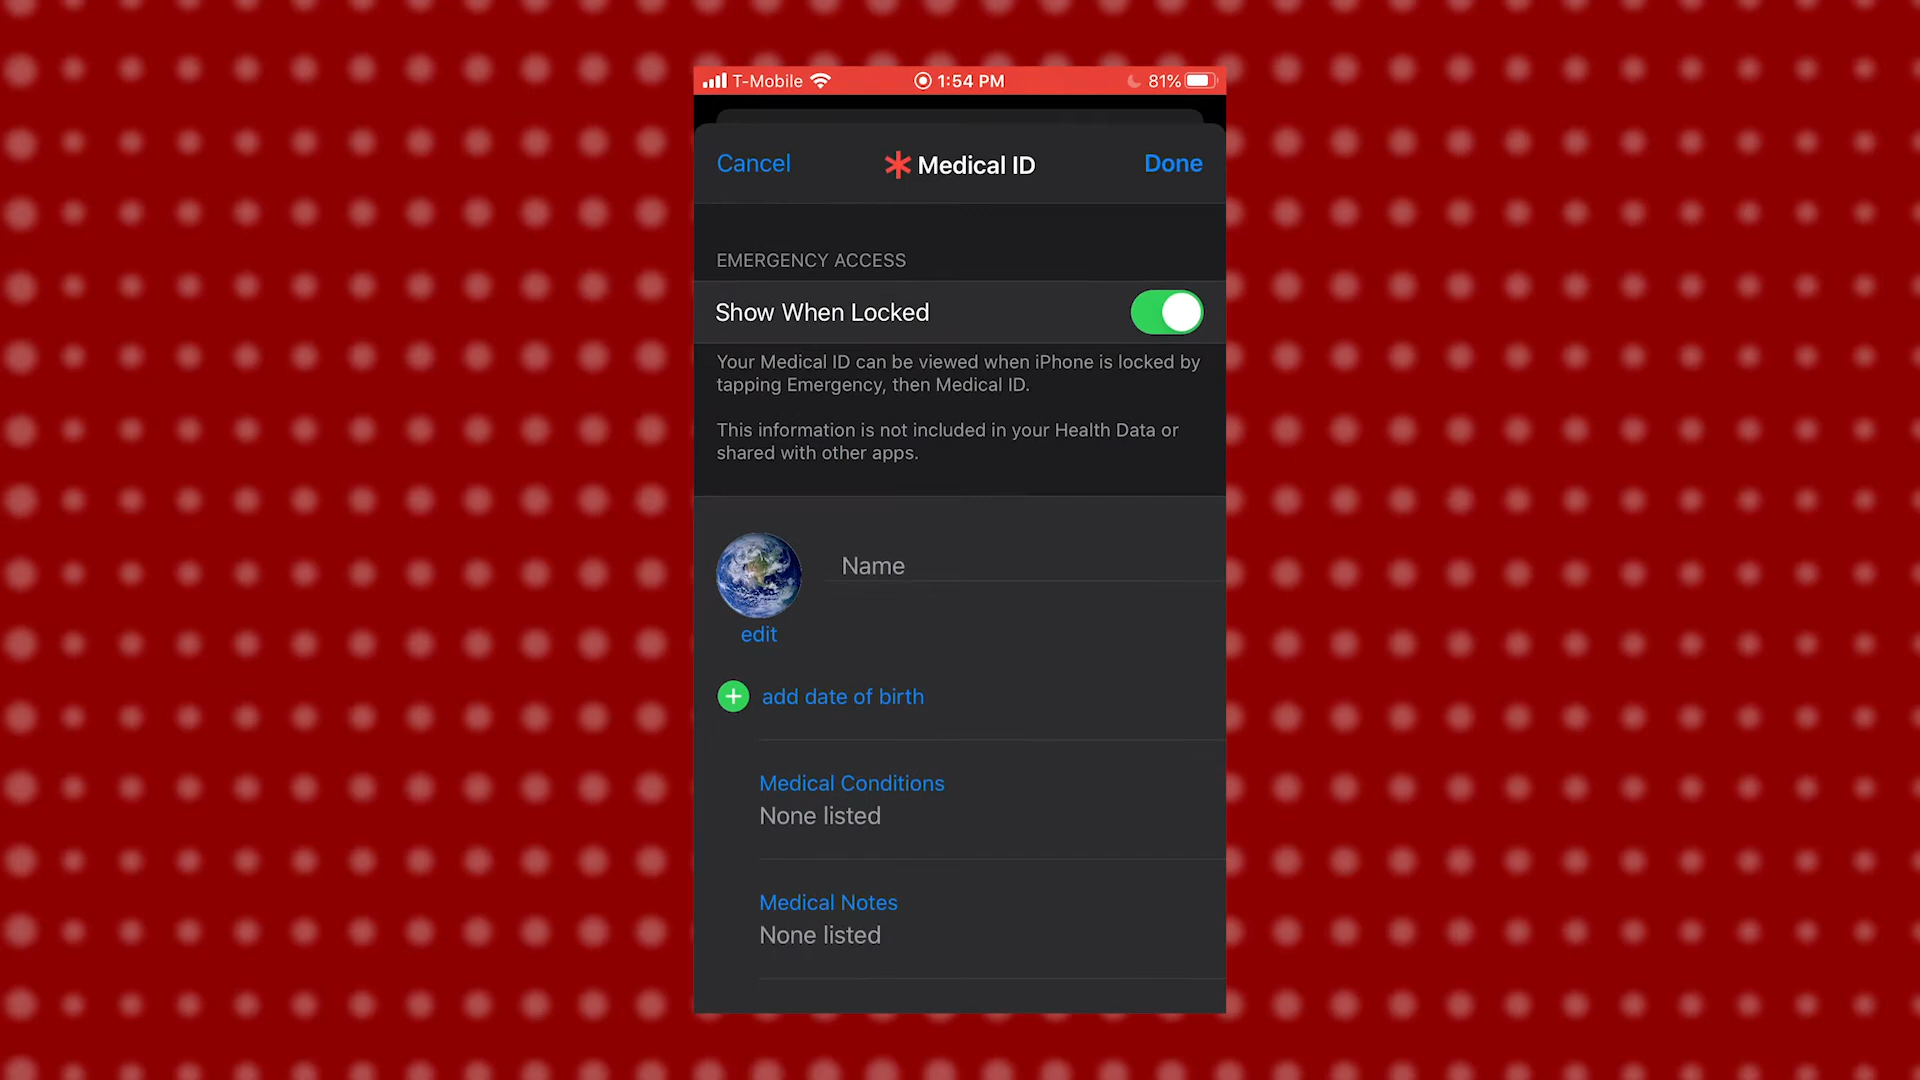 T-Mobile 1:54 PM 81%
Cancel Medical ID Done
EMERGENCY ACCESS
Show When Locked
Your Medical ID can be viewed when iPhone is locked by
tapping Emergency, then Medical ID.
This information is not included in your Health Data or
shared with other apps.
Name
edit
add date of birth
Medical Conditions
None listed
Medical Notes
None listed